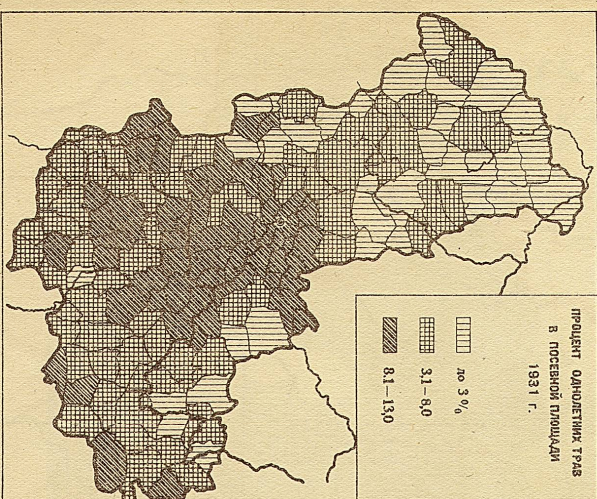 ПРОЦЕНТ ОДНОЛЕТНИХ ТРАВ
В ПОСЕВНОЙ ПЛОЩАДИ
1931 г.
до 3 %
3,1–8,0
8.1–13,0